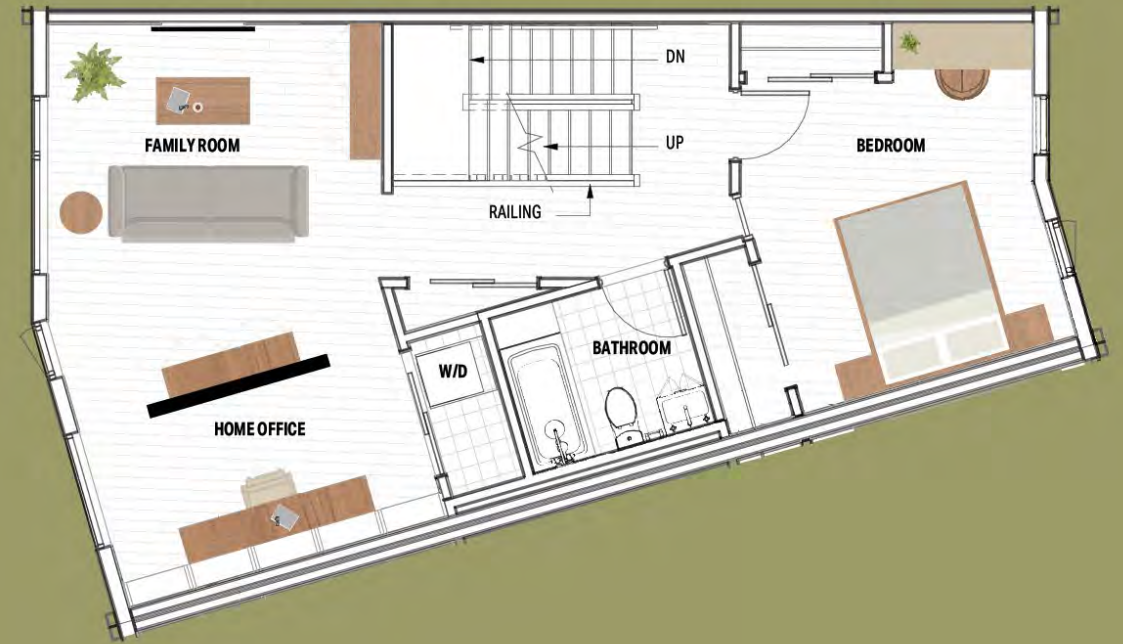 DN
FAMILY ROOM
UP
BEDROOM
RAILING
BATHROOM
W/D
HOME OFFICE